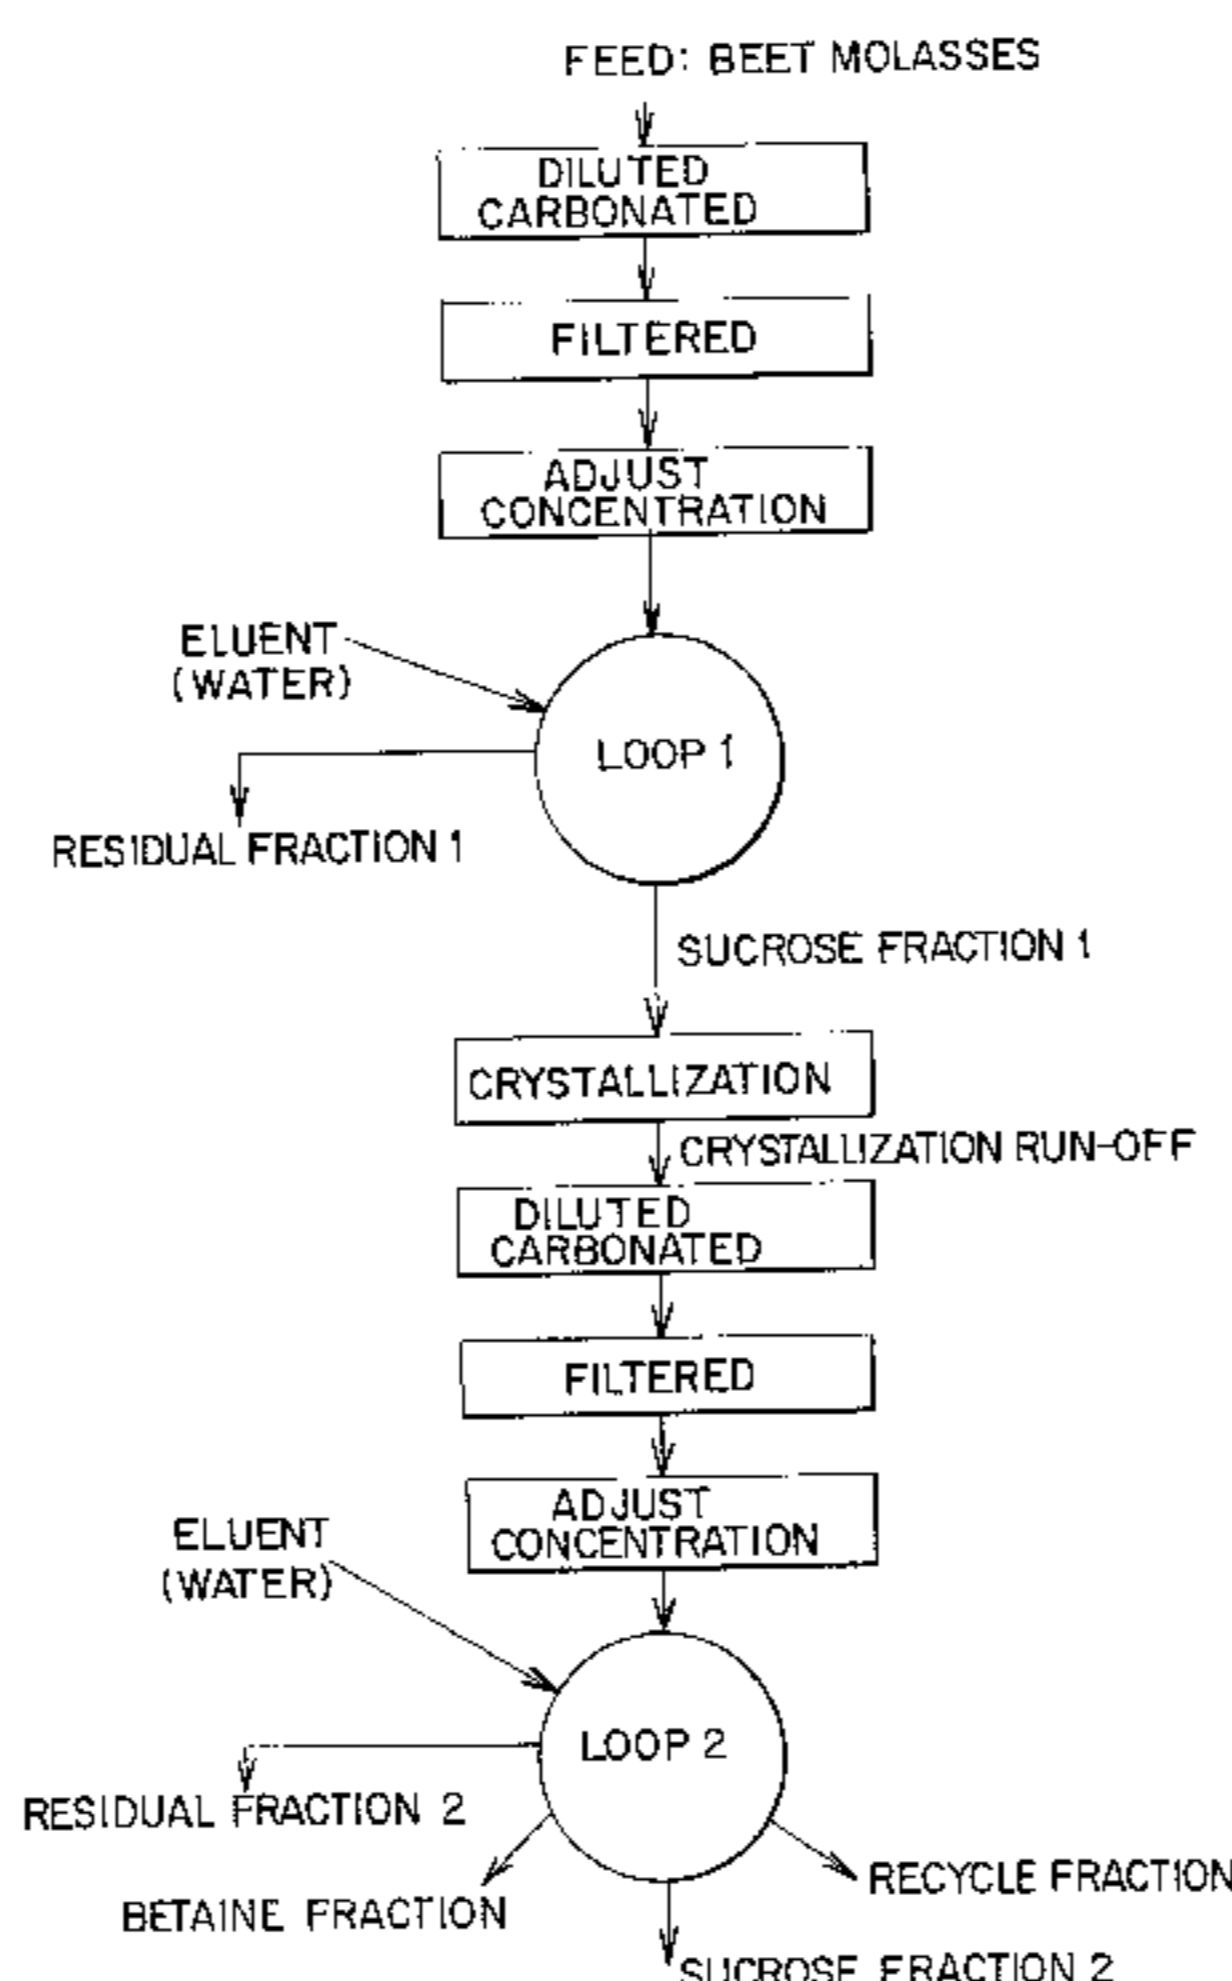 FEED: BEET MOLASSES
DILUTED
CARBONATED
FILTERED
ADJUST
CONCENTRATION
ELUENT
(WATER)
LOOP 1
RESIDUAL FRACTION 1
SUCROSE FRACTION 1
CRYSTALLIZATION
CRYSTALLIZATION RUN-OFF
DILUTED
CARBONATED
FILTERED
ADJUST
CONCENTRATION
ELUENT
(WATER)
LOOP 2
RESIDUAL FRACTION 2
RECYCLE FRACTION
BETAINE FRACTION
SUCROSE FRACTION 2